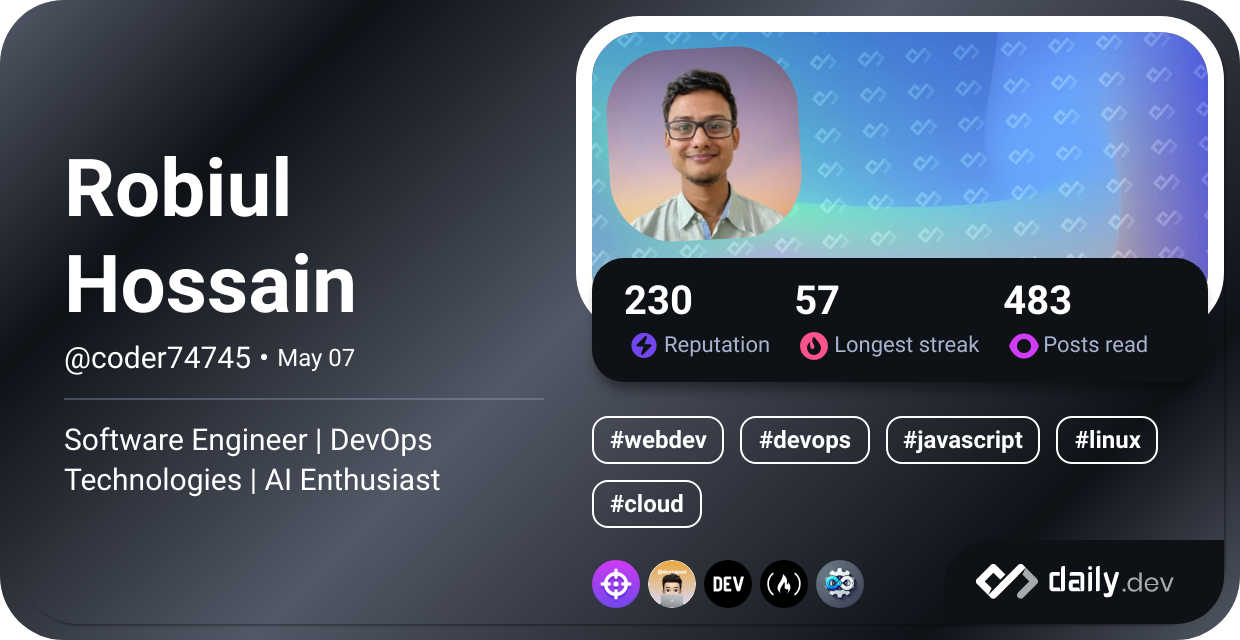 Robiul
Hossain
@coder74745 • May 07
Software Engineer | DevOps
Technologies | AI Enthusiast
230 57 483
Reputation Longest streak Posts read
#webdev #devops #javascript #linux
#cloud
DEV
daily.dev